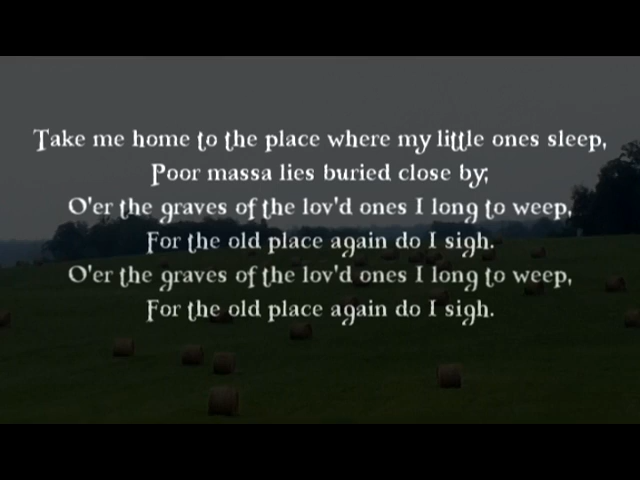 Take me home to the place where my little ones sleep,
Poor massa lies buried close by;
O'er the graves of the lov'd ones I long to weep,
For the old place again do I sigh.
O'er the graves of the lov'd ones I long to weep,
For the old place again do I sigh.